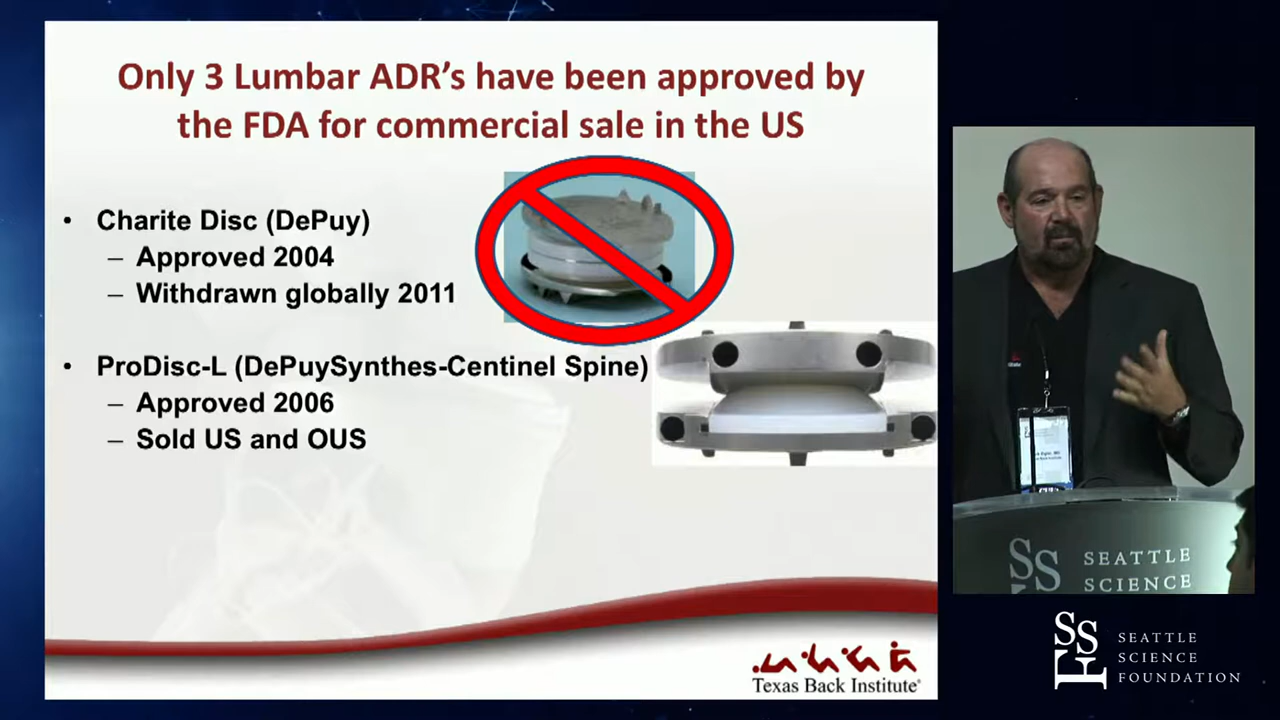 Only 3 Lumbar ADR's have been approved by
the FDA for commercial sale in the US
• Charite Disc (DePuy)
– Approved 2004
– Withdrawn globally 2011
• ProDisc-L (DePuySynthes-Centinel Spine)
– Approved 2006
– Sold US and OUS
Texas Back Institute
SSF
SEATTLE
SCIENCE
SSF
SEATTLE
SCIENCE
FOUNDATION